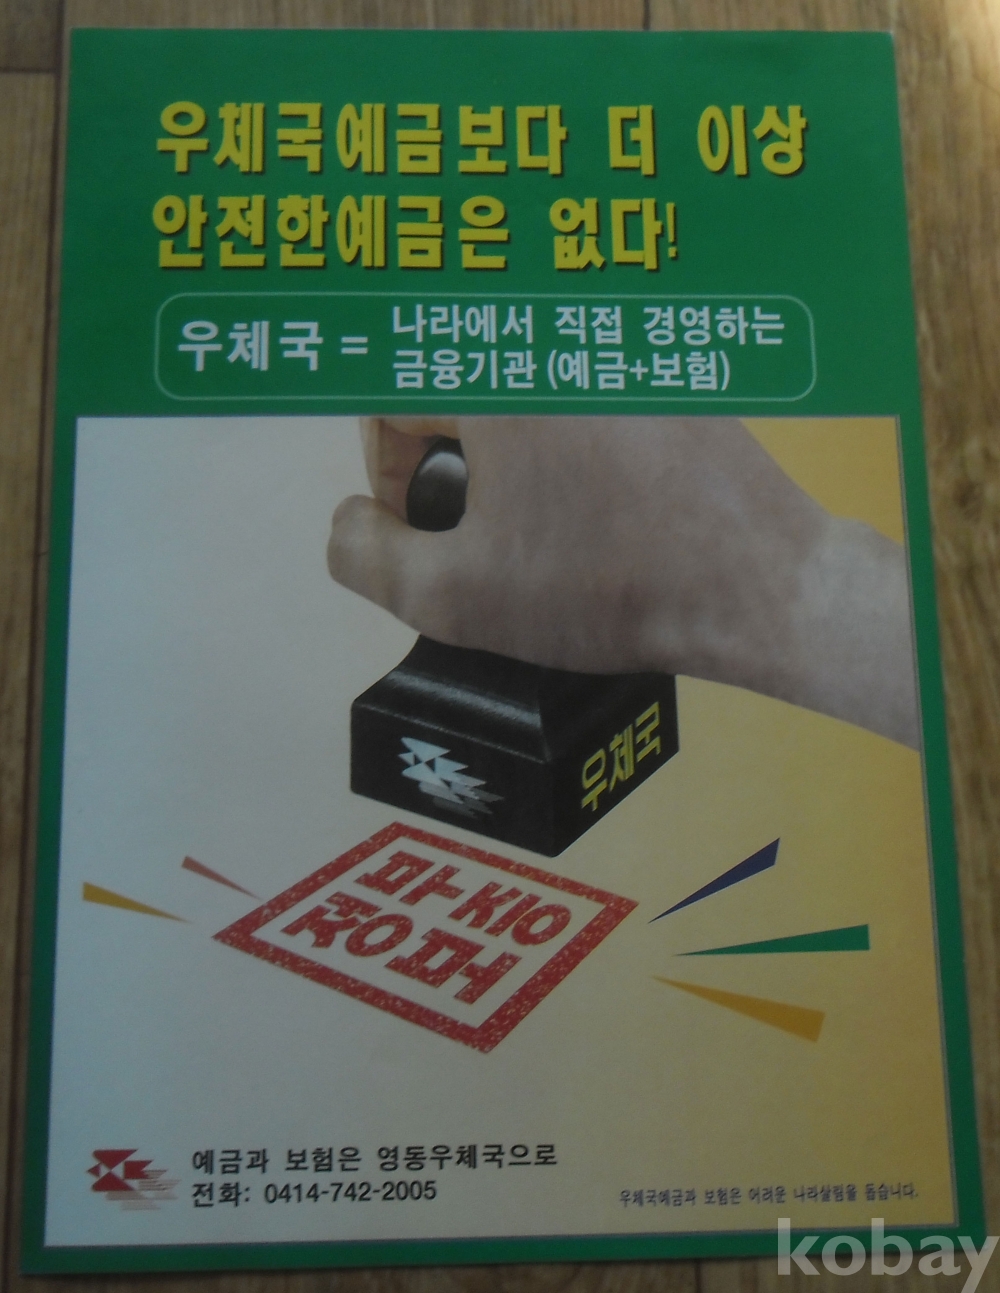 우체국예금보다 더 이상
안전한예금은 없다!
우체국 = 나라에서 직접 경영하는
금융기관 (예금+보험)
우체국
예금과 보험은 영동우체국으로
전화: 0414-742-2005
우체국예금과 보험은 어려운 나라살림을 돕습니다.
kobay